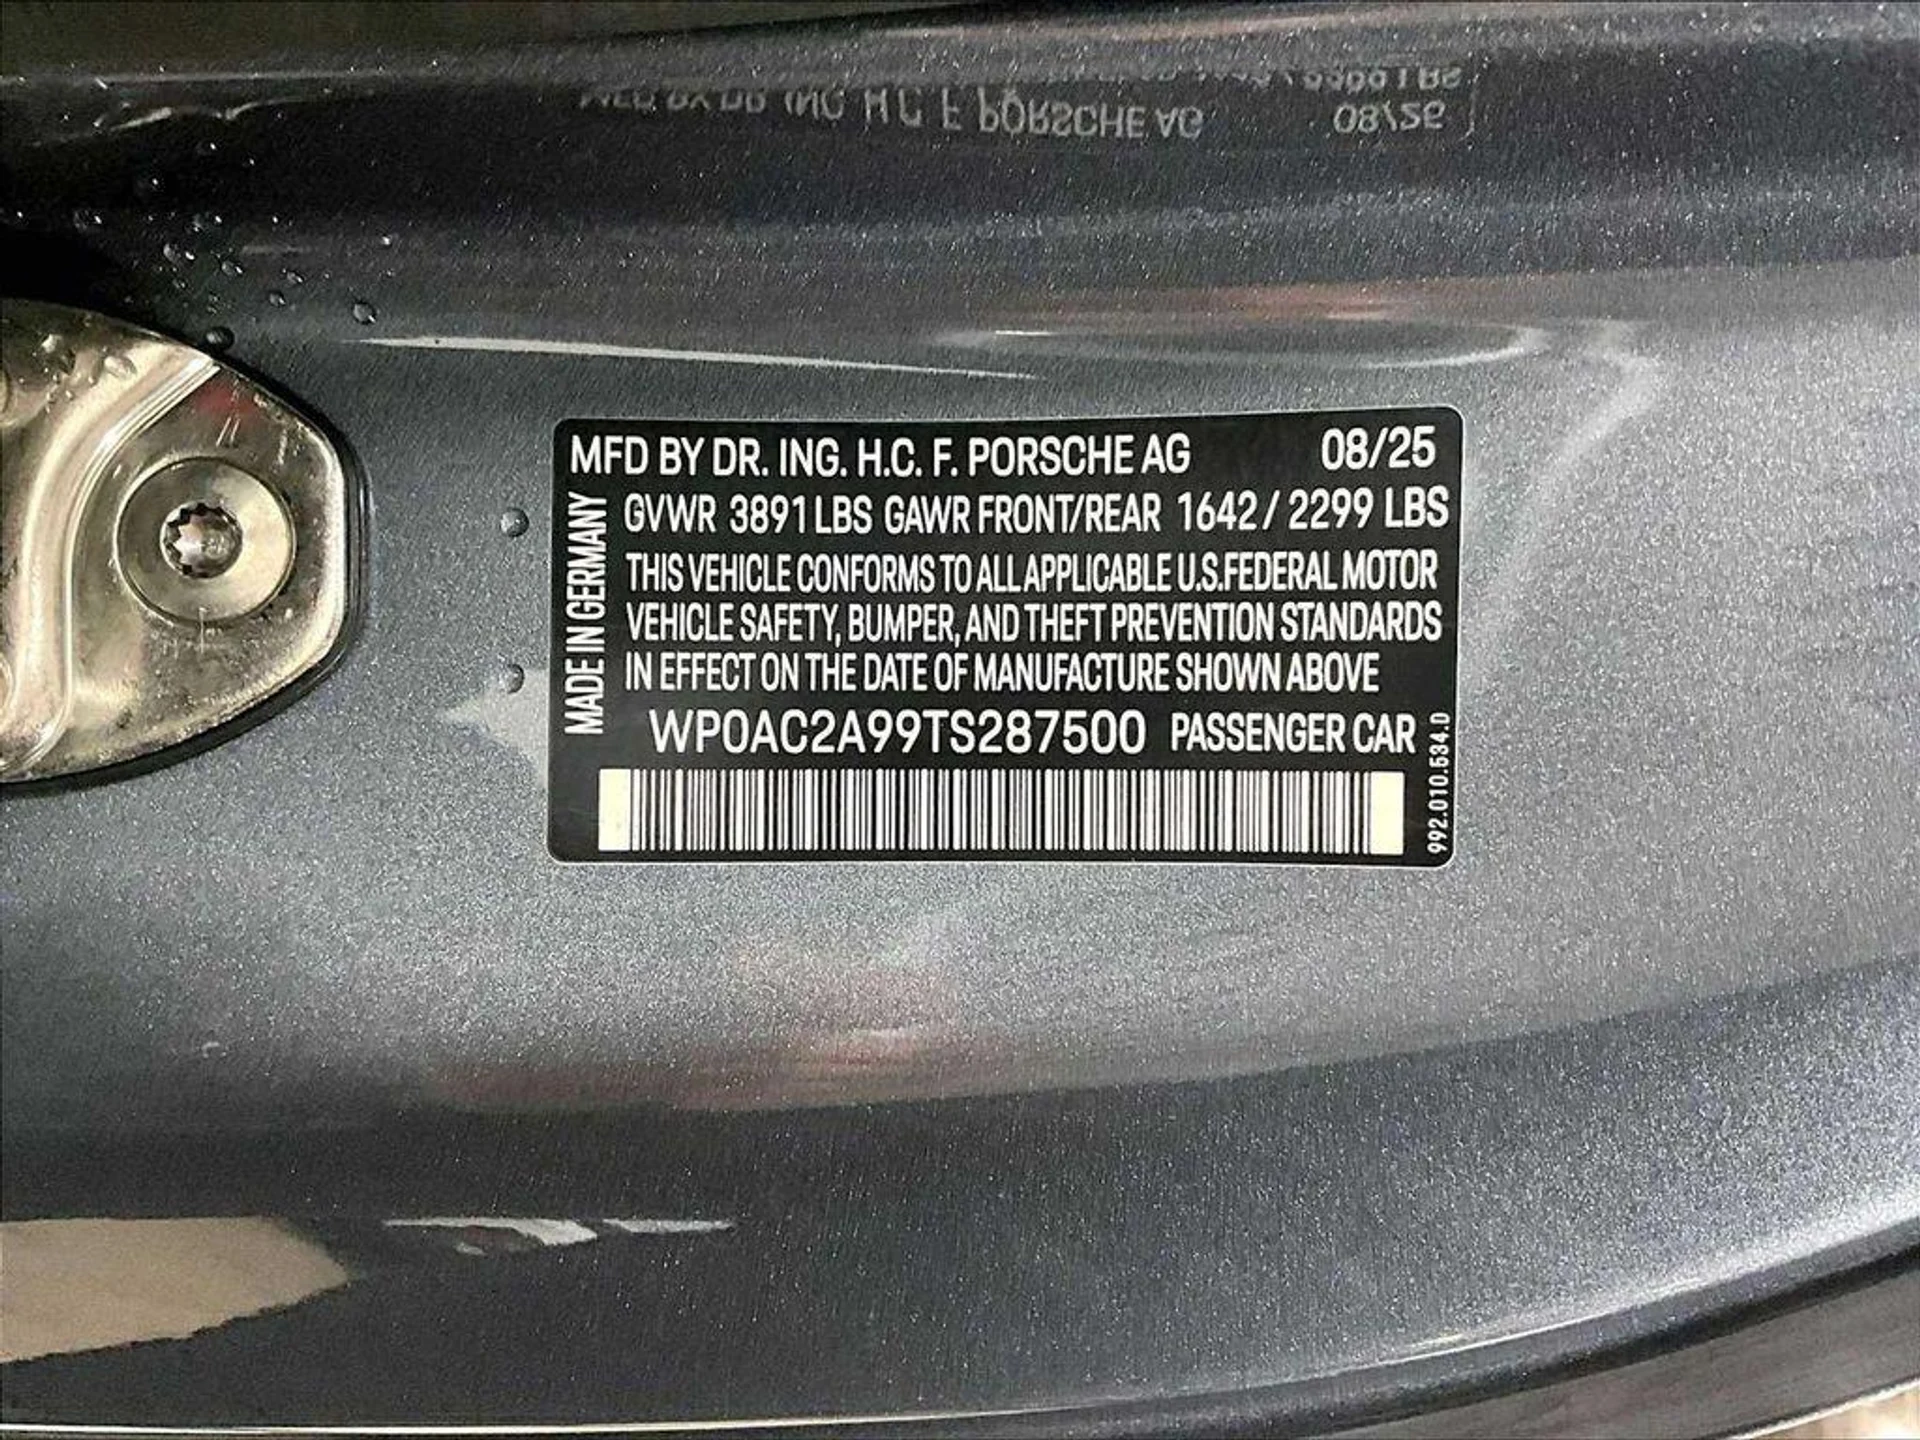 MFD BY DR. ING. H.C. F. PORSCHE AG 08/25
GVWR 3891 LBS GAWR FRONT/REAR 1642 / 2299 LBS
THIS VEHICLE CONFORMS TO ALL APPLICABLE U.S.FEDERAL MOTOR
VEHICLE SAFETY, BUMPER, AND THEFT PREVENTION STANDARDS
IN EFFECT ON THE DATE OF MANUFACTURE SHOWN ABOVE
WP0AC2A99TS287500 PASSENGER CAR
MADE IN GERMANY
992.010.534.D